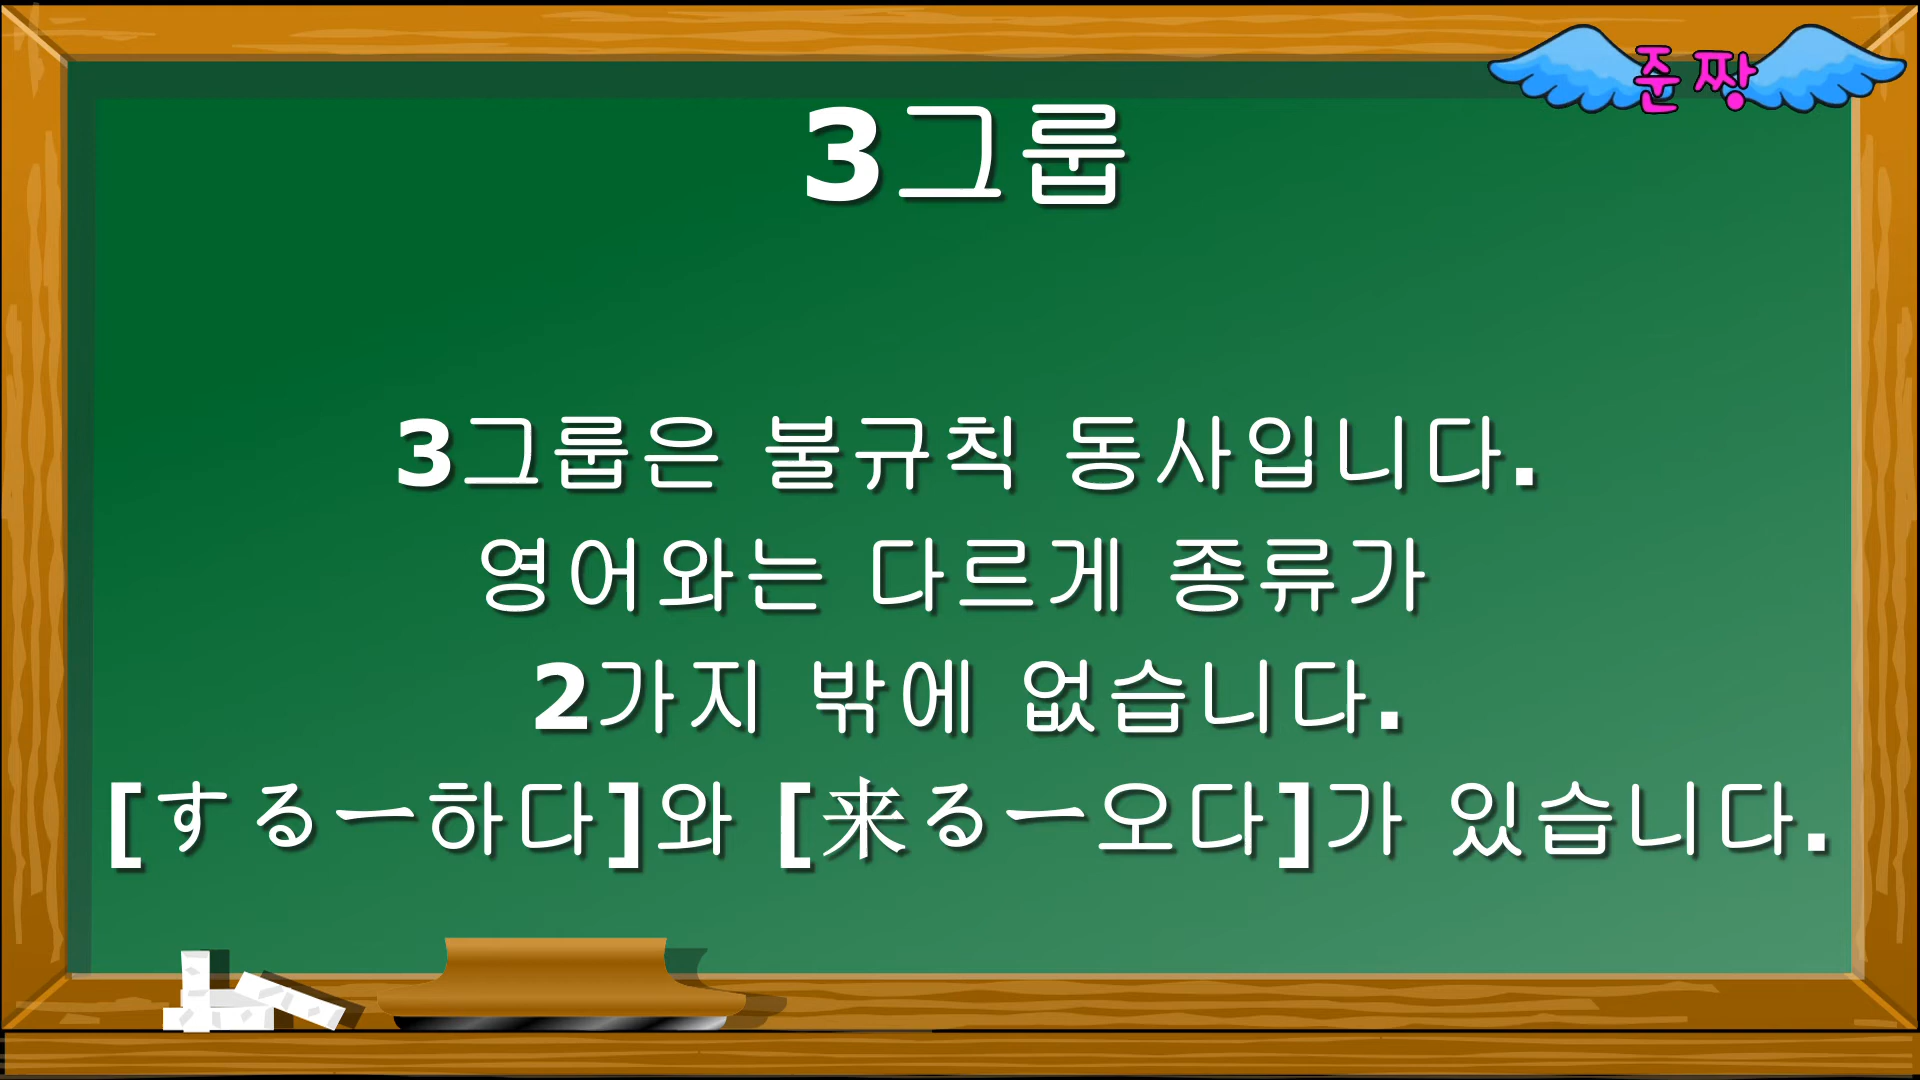 준짱
3그룹
3그룹은 불규칙 동사입니다.
영어와는 다르게 종류가
2가지 밖에 없습니다.
[するー하다]와 [来るー오다]가 있습니다.